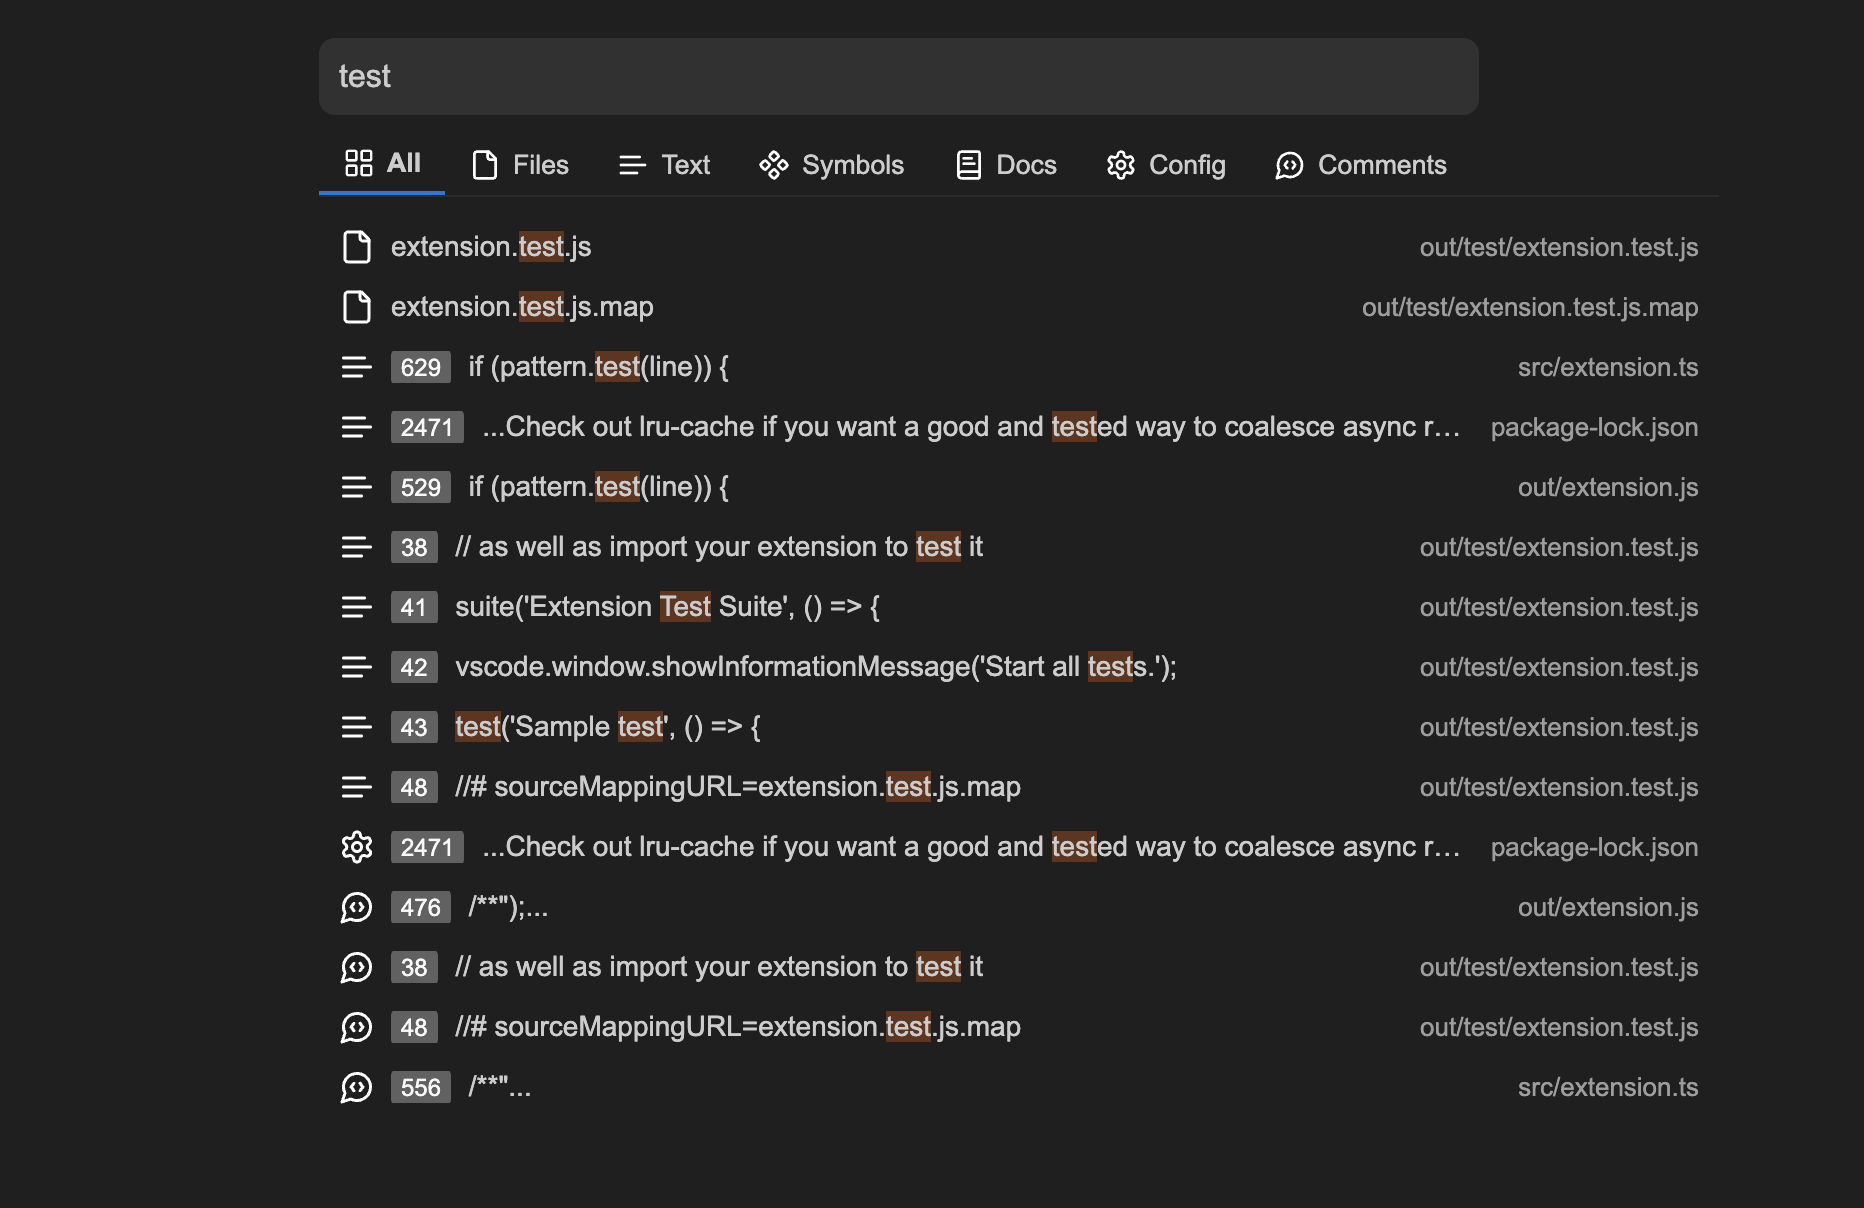 test
All Files Text Symbols Docs Config Comments
extension.test.js out/test/extension.test.js
extension.test.js.map out/test/extension.test.js.map
629 if (pattern.test(line)) { src/extension.ts
2471 ...Check out lru-cache if you want a good and tested way to coalesce async r... package-lock.json
529 if (pattern.test(line)) { out/extension.js
38 // as well as import your extension to test it out/test/extension.test.js
41 suite('Extension Test Suite', () => { out/test/extension.test.js
42 vscode.window.showInformationMessage('Start all tests.'); out/test/extension.test.js
43 test('Sample test', () => { out/test/extension.test.js
48 //# sourceMappingURL=extension.test.js.map out/test/extension.test.js
2471 ...Check out lru-cache if you want a good and tested way to coalesce async r... package-lock.json
476 /**");... out/extension.js
38 // as well as import your extension to test it out/test/extension.test.js
48 //# sourceMappingURL=extension.test.js.map out/test/extension.test.js
556 /**"... src/extension.ts